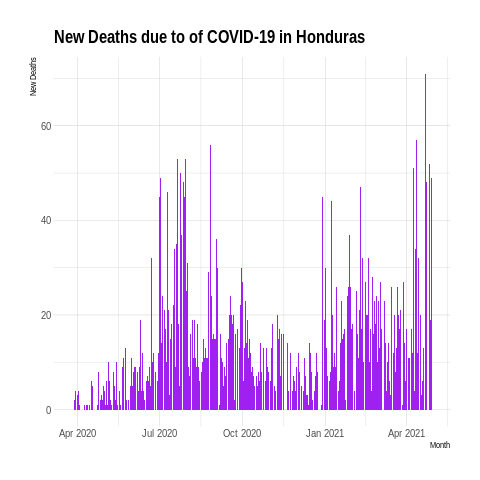 New Deaths due to of COVID-19 in Honduras
New Deaths
60
40
20
0
Apr 2020 Jul 2020 Oct 2020 Jan 2021 Apr 2021
Month